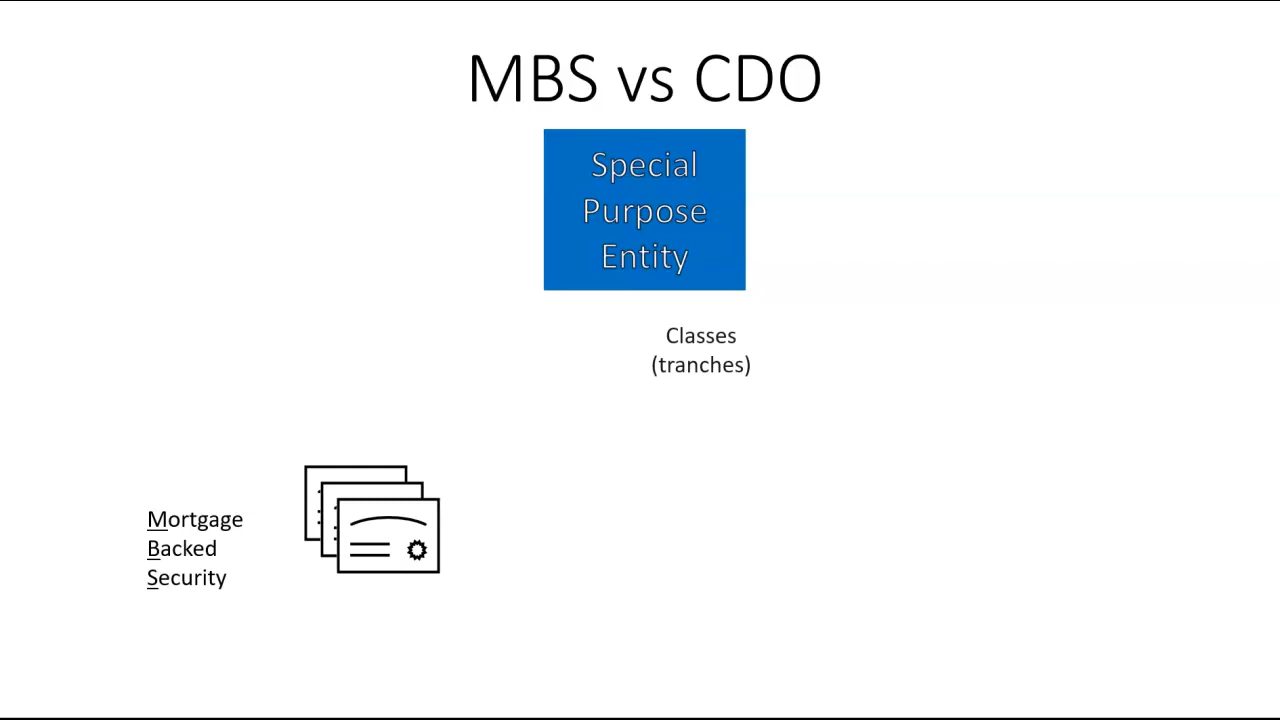 MBS vs CDO
Special
Purpose
Entity
Classes
(tranches)
Mortgage
Backed
Security